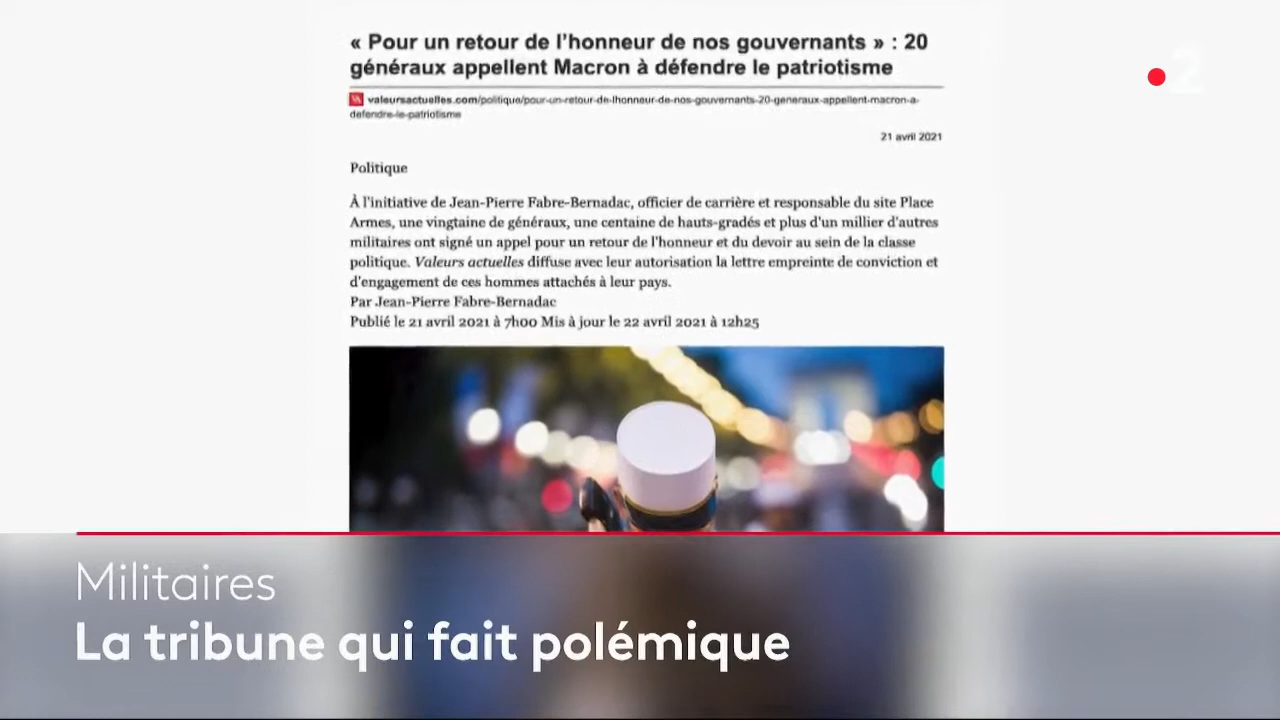 « Pour un retour de l'honneur de nos gouvernants » : 20
généraux appellent Macron à défendre le patriotisme
VA valeursactuelles.com/politique/pour-un-retour-de-lhonneur-de-nos-gouvernants-20-generaux-appellent-macron-a-
defendre-le-patriotisme
21 avril 2021
Politique
À l'initiative de Jean-Pierre Fabre-Bernadac, officier de carrière et responsable du site Place
Armes, une vingtaine de généraux, une centaine de hauts-gradés et plus d'un millier d'autres
militaires ont signé un appel pour un retour de l'honneur et du devoir au sein de la classe
politique. Valeurs actuelles diffuse avec leur autorisation la lettre empreinte de conviction et
d'engagement de ces hommes attachés à leur pays.
Par Jean-Pierre Fabre-Bernadac
Publié le 21 avril 2021 à 7h00 Mis à jour le 22 avril 2021 à 12h25
2
Militaires
La tribune qui fait polémique